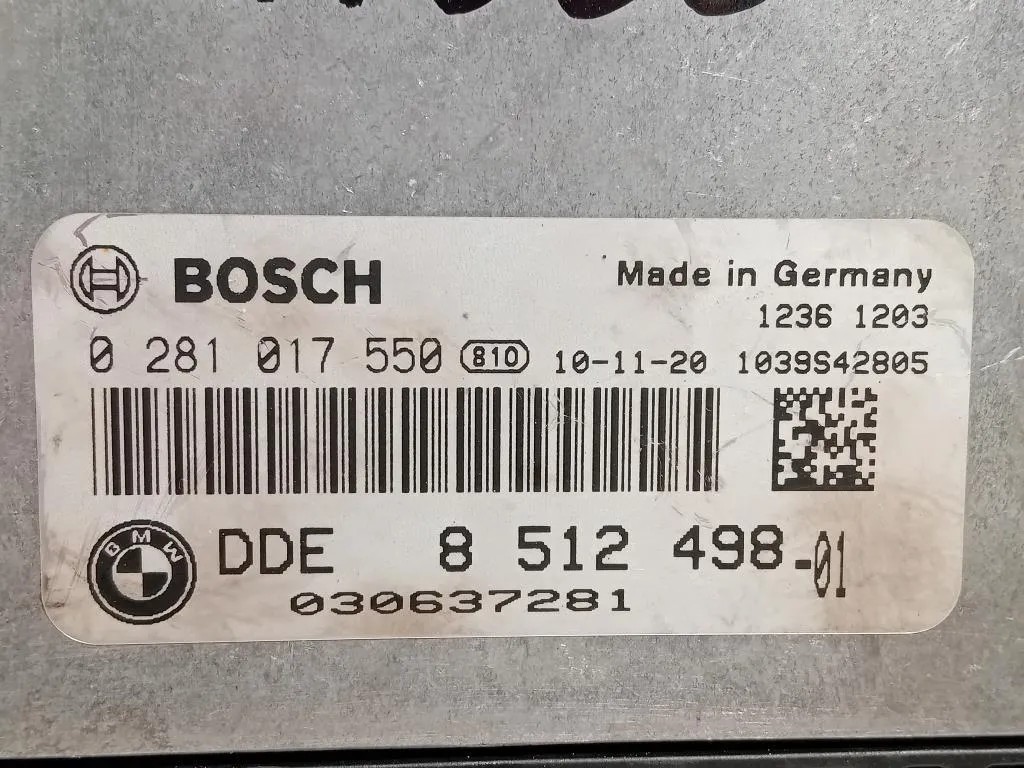 BOSCH
Made in Germany
1236 1203
0 281 017 550 810 10-11-20 1039S42805
BMW
DDE 8 512 498-01
030637281